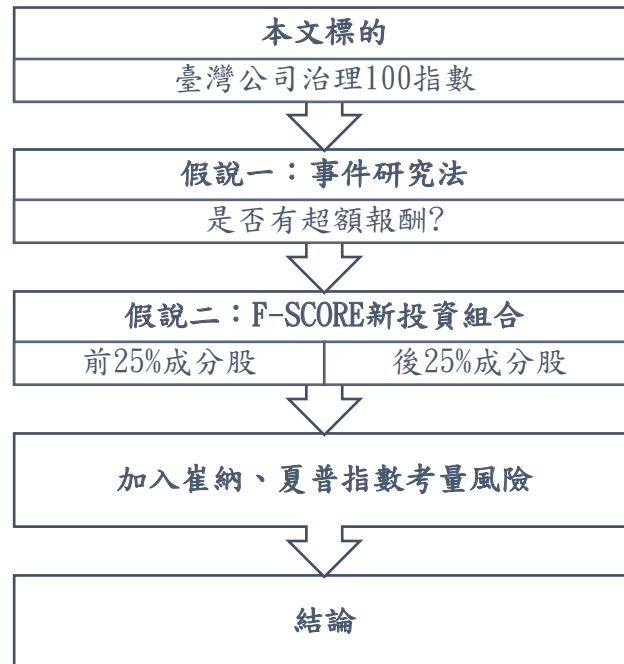 本文標的
臺灣公司治理100指數
假說一：事件研究法
是否有超額報酬?
假說二：F-SCORE新投資組合
前25%成分股
後25%成分股
加入崔納、夏普指數考量風險
結論